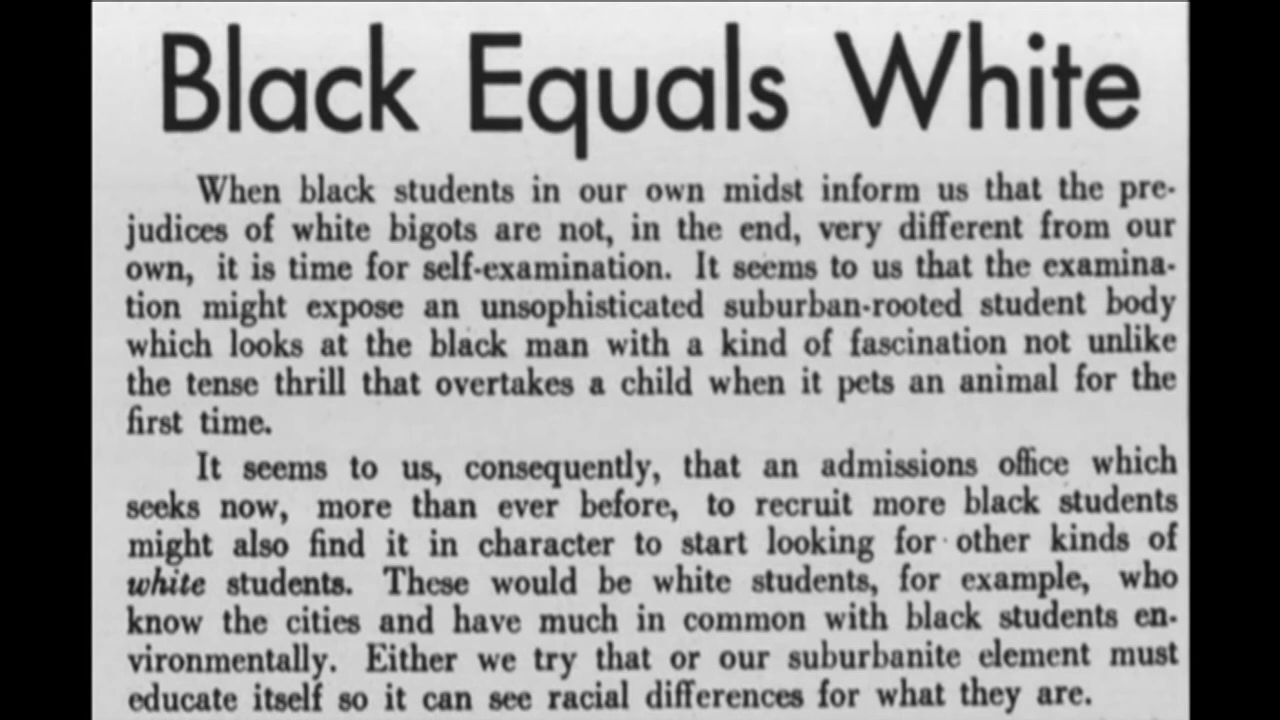 Black Equals White
When black students in our own midst inform us that the pre-
judices of white bigots are not, in the end, very different from our
own, it is time for self-examination. It seems to us that the examina-
tion might expose an unsophisticated suburban-rooted student body
which looks at the black man with a kind of fascination not unlike
the tense thrill that overtakes a child when it pets an animal for the
first time.
It seems to us, consequently, that an admissions office which
seeks now, more than ever before, to recruit more black students
might also find it in character to start looking for other kinds of
white students. These would be white students, for example, who
know the cities and have much in common with black students en-
vironmentally. Either we try that or our suburbanite element must
educate itself so it can see racial differences for what they are.